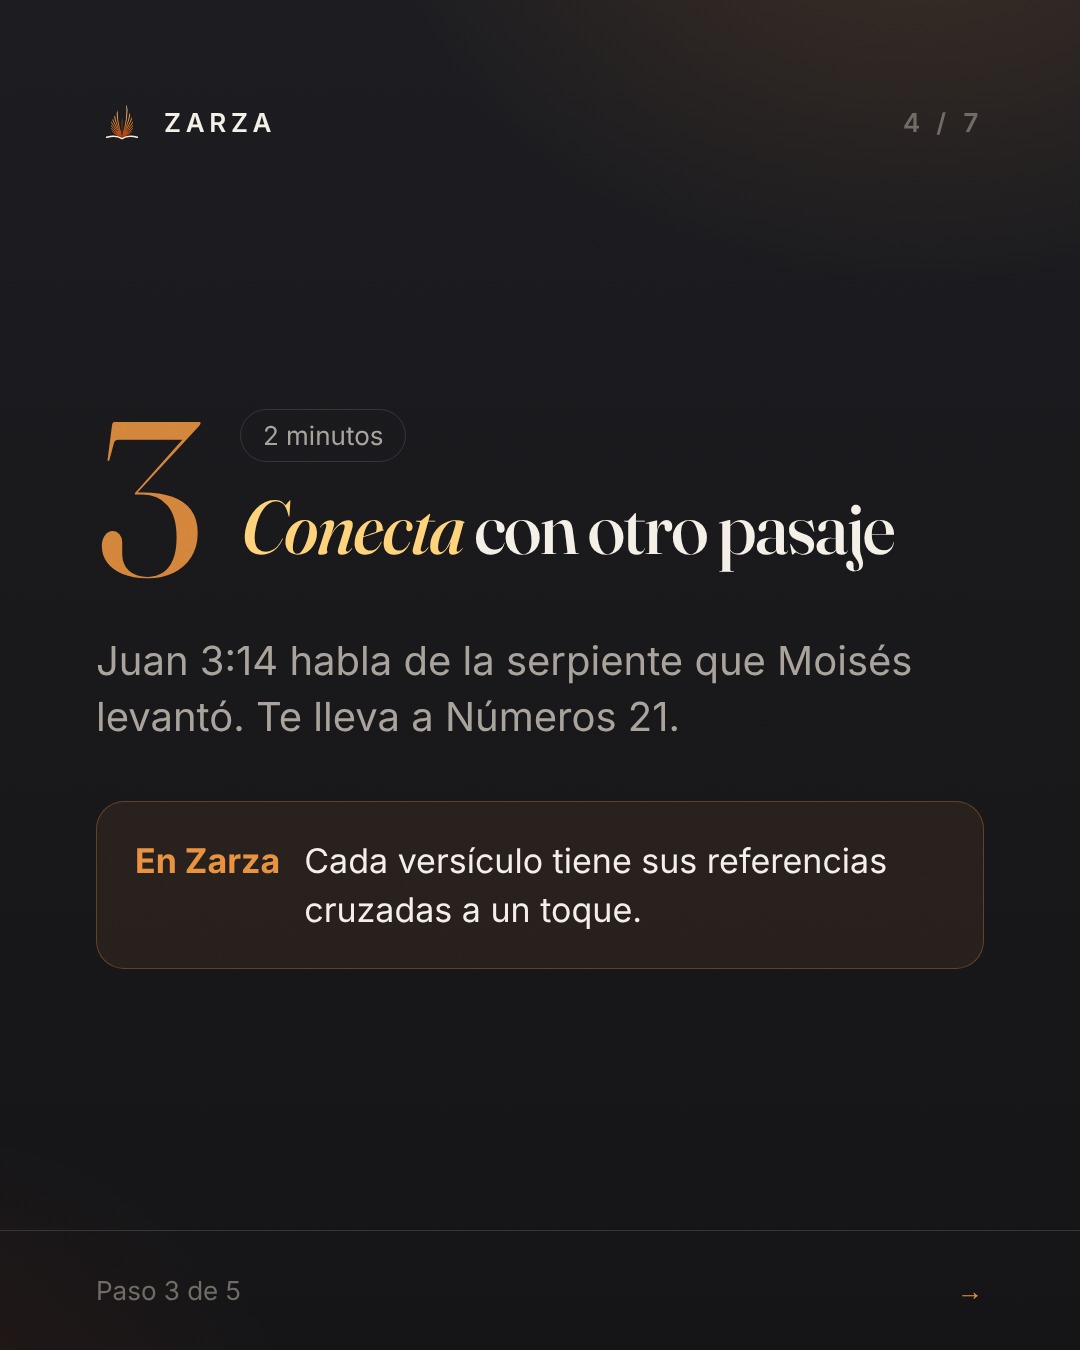 ZARZA
4 / 7
3
2 minutos
Conecta con otro pasaje
Juan 3:14 habla de la serpiente que Moisés
levantó. Te lleva a Números 21.
En Zarza Cada versículo tiene sus referencias
cruzadas a un toque.
Paso 3 de 5
→